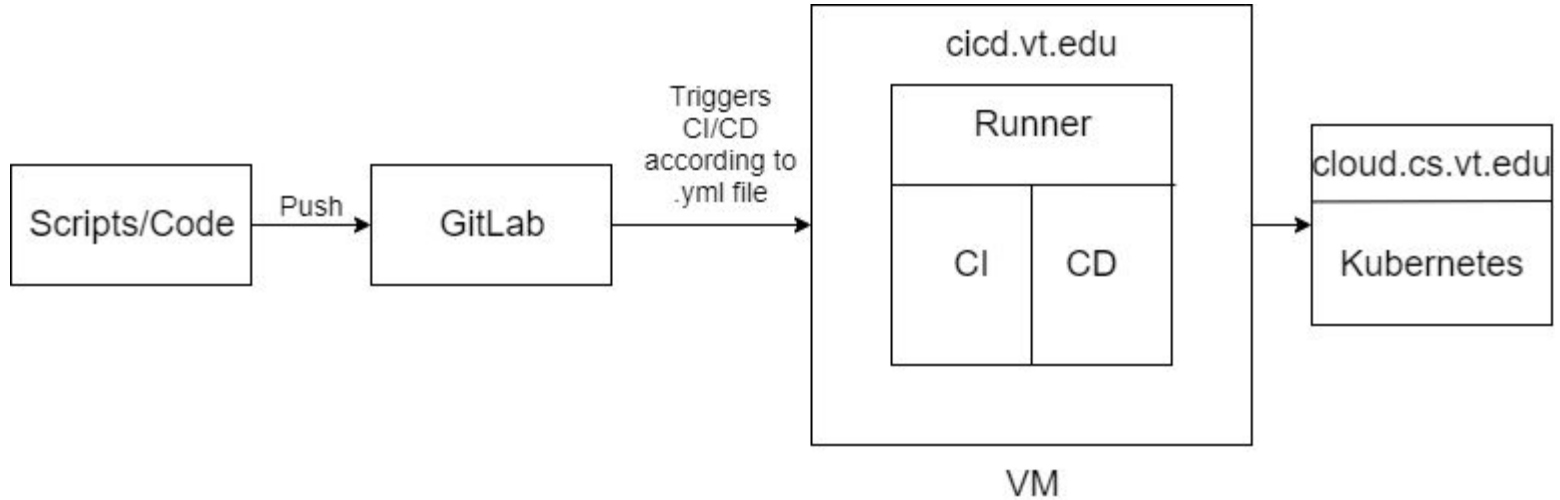 Scripts/Code
Push
GitLab
Triggers
CI/CD
according to
.yml file
cicd.vt.edu
Runner
CI
CD
VM
cloud.cs.vt.edu
Kubernetes